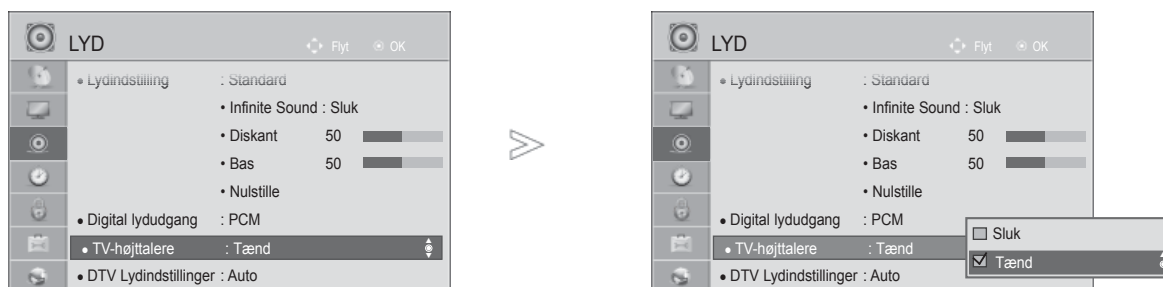 LYD
Flyt
OK
Lydindstilling : Standard
• Infinite Sound : Sluk
• Diskant 50
• Bas 50
• Nulstille
• Digital lydudgang : PCM
• TV-højttalere : Tænd
• DTV Lydindstillinger : Auto
LYD
Flyt
OK
Lydindstilling : Standard
• Infinite Sound : Sluk
• Diskant 50
• Bas 50
• Nulstille
• Digital lydudgang : PCM
• TV-højttalere : Tænd
• DTV Lydindstillinger : Auto
Sluk
Tænd